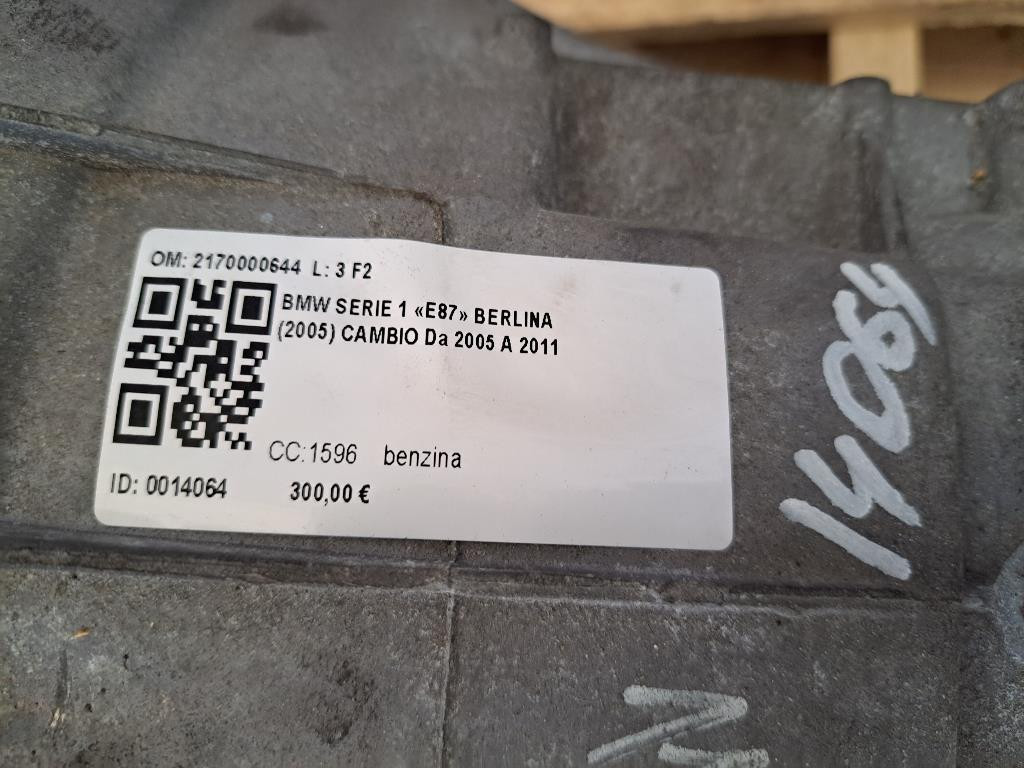 OM: 2170000644 L: 3 F2
BMW SERIE 1 «E87» BERLINA
(2005) CAMBIO Da 2005 A 2011
CC:1596 benzina
ID: 0014064 300,00 €
14064